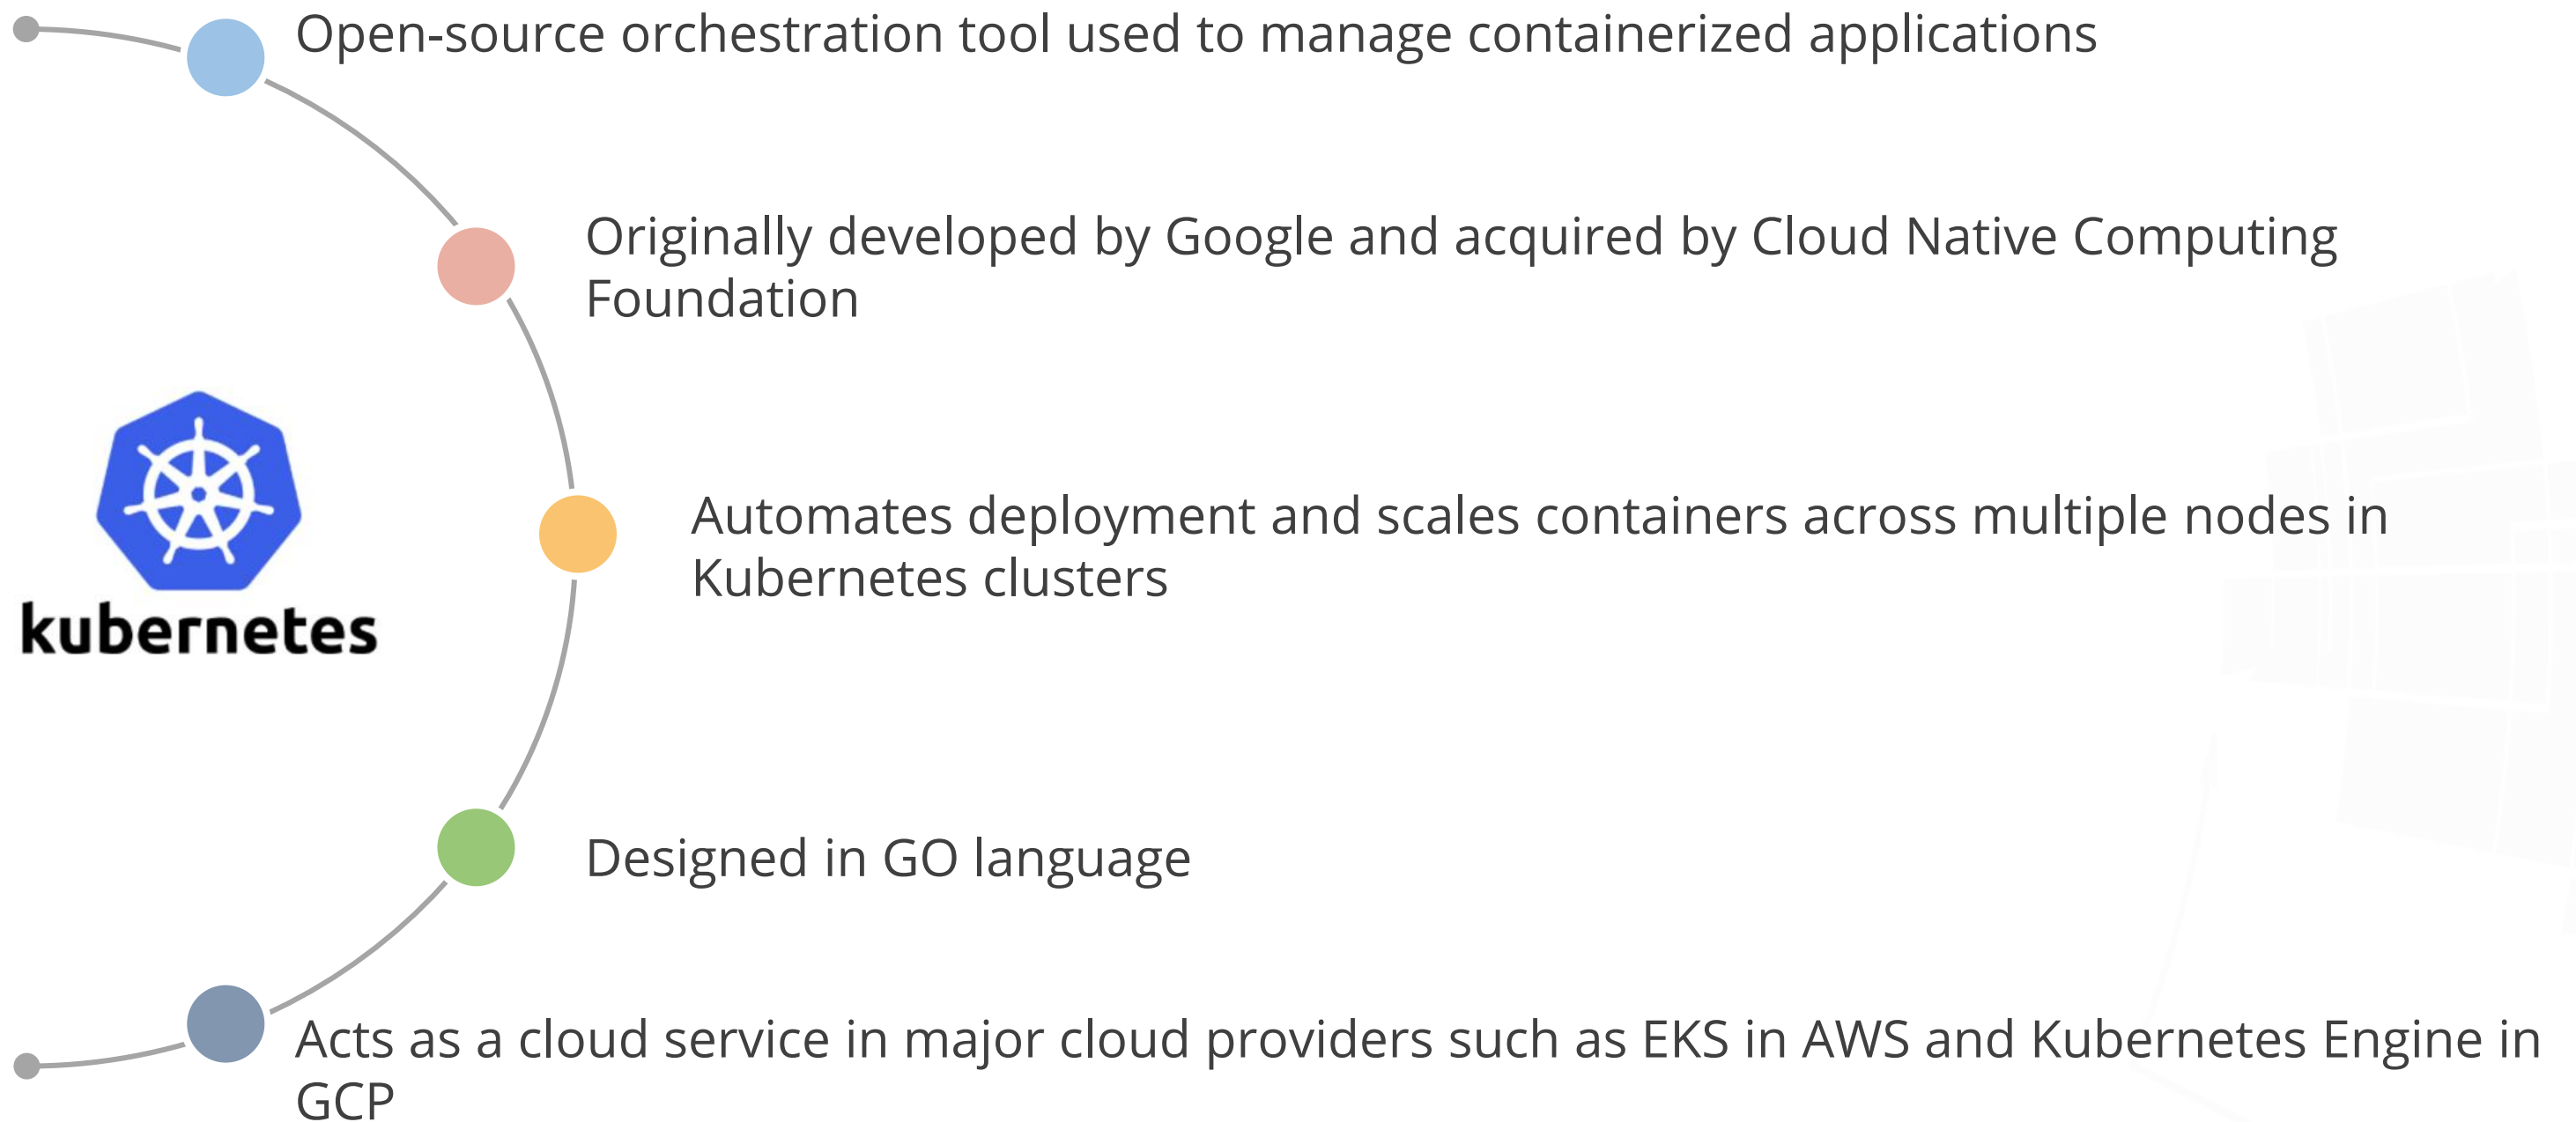 Open-source orchestration tool used to manage containerized applications
Originally developed by Google and acquired by Cloud Native Computing
Foundation
kubernetes
Automates deployment and scales containers across multiple nodes in
Kubernetes clusters
Designed in GO language
Acts as a cloud service in major cloud providers such as EKS in AWS and Kubernetes Engine in
GCP